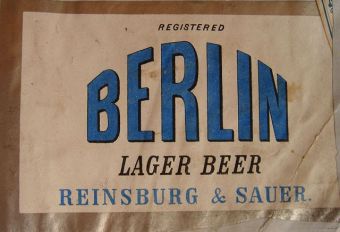 REGISTERED
BERLIN
LAGER BEER
REINSBURG & SAUER.